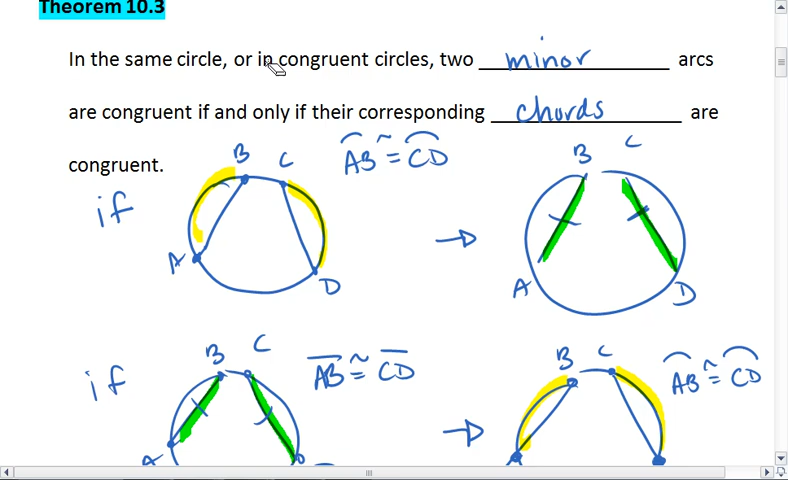 Theorem 10.3
In the same circle, or in congruent circles, two minor arcs
are congruent if and only if their corresponding chords are
congruent.
if
B C
A D
AB ≅ CD
B C
A D
if
B C
A
AB ≅ CD
B C
AB ≅ CD